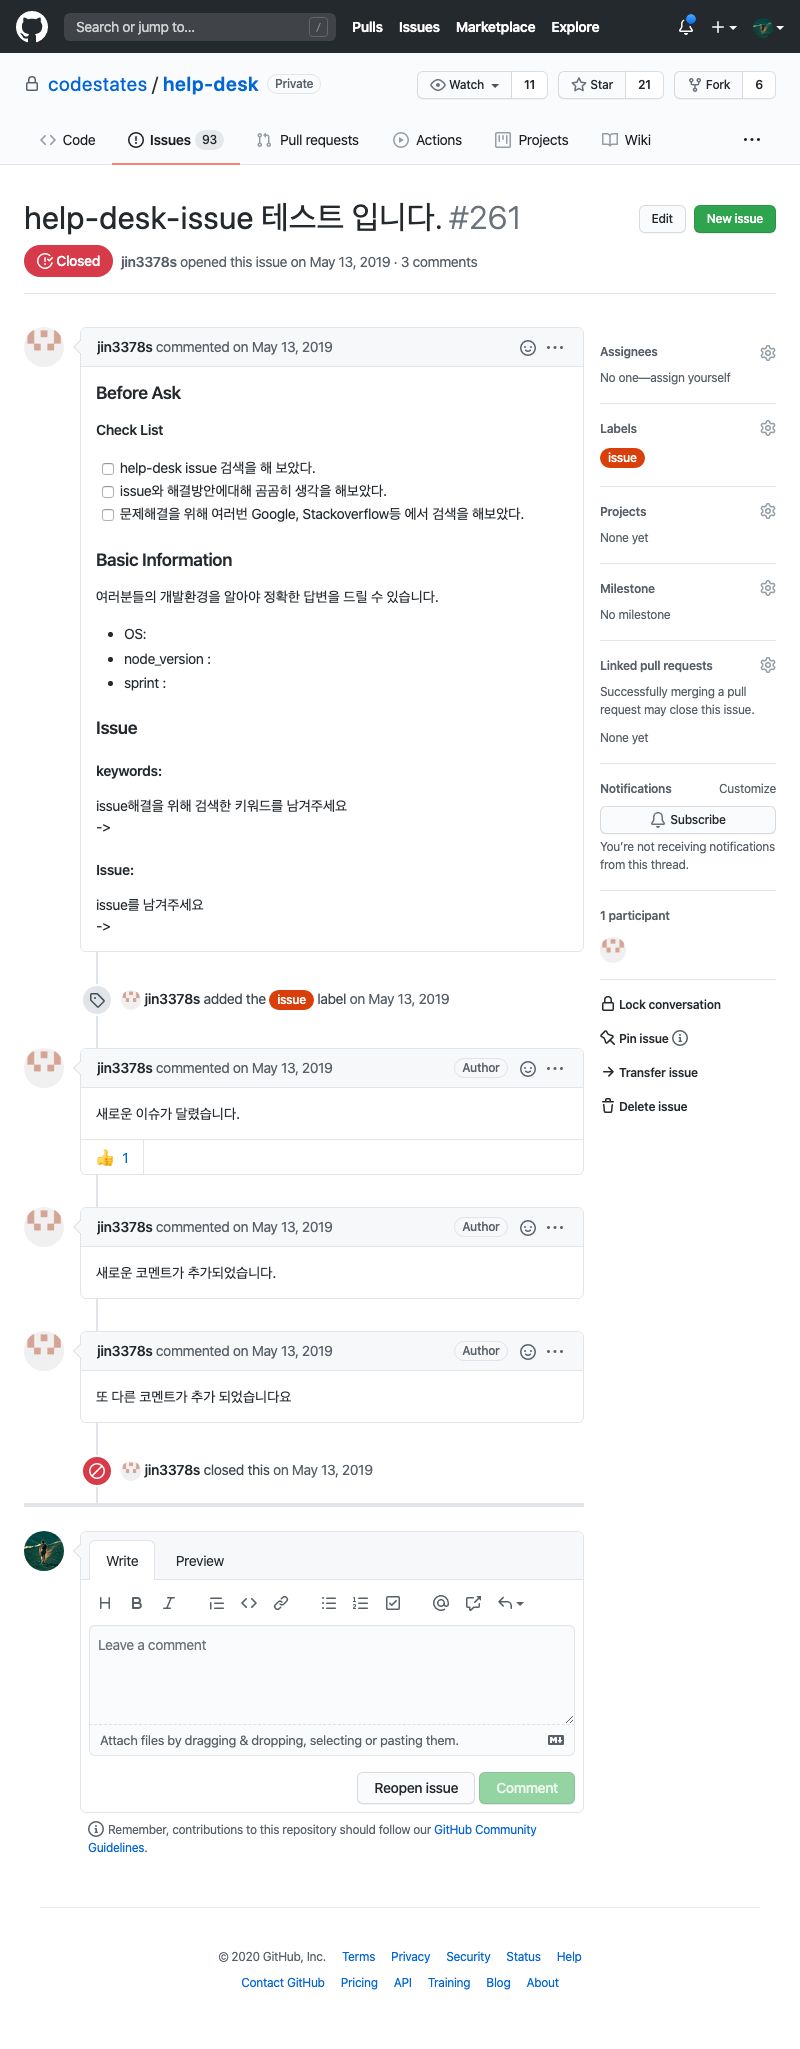 Search or jump to... /
Pulls Issues Marketplace Explore
codestates / help-desk Private
Watch 11 Star 21 Fork 6
Code Issues 93 Pull requests Actions Projects Wiki ...
help-desk-issue 테스트 입니다. #261
Edit New issue
Closed jin3378s opened this issue on May 13, 2019 · 3 comments
jin3378s commented on May 13, 2019
Before Ask
Check List
help-desk issue 검색을 해 보았다.
issue와 해결방안에대해 곰곰히 생각을 해보았다.
문제해결을 위해 여러번 Google, Stackoverflow등 에서 검색을 해보았다.
Basic Information
여러분들의 개발환경을 알아야 정확한 답변을 드릴 수 있습니다.
• OS:
• node_version :
• sprint :
Issue
keywords:
issue해결을 위해 검색한 키워드를 남겨주세요
->
Issue:
issue를 남겨주세요
->
jin3378s added the issue label on May 13, 2019
jin3378s commented on May 13, 2019 Author
새로운 이슈가 달렸습니다.
👍 1
jin3378s commented on May 13, 2019 Author
새로운 코멘트가 추가되었습니다.
jin3378s commented on May 13, 2019 Author
또 다른 코멘트가 추가 되었습니다요
jin3378s closed this on May 13, 2019
Assignees
No one—assign yourself
Labels
issue
Projects
None yet
Milestone
No milestone
Linked pull requests
Successfully merging a pull
request may close this issue.
None yet
Notifications Customize
Subscribe
You're not receiving notifications
from this thread.
1 participant
Lock conversation
Pin issue
Transfer issue
Delete issue
Write Preview
H B I
Leave a comment
Attach files by dragging & dropping, selecting or pasting them.
Reopen issue Comment
Remember, contributions to this repository should follow our GitHub Community
Guidelines.
© 2020 GitHub, Inc. Terms Privacy Security Status Help
Contact GitHub Pricing API Training Blog About